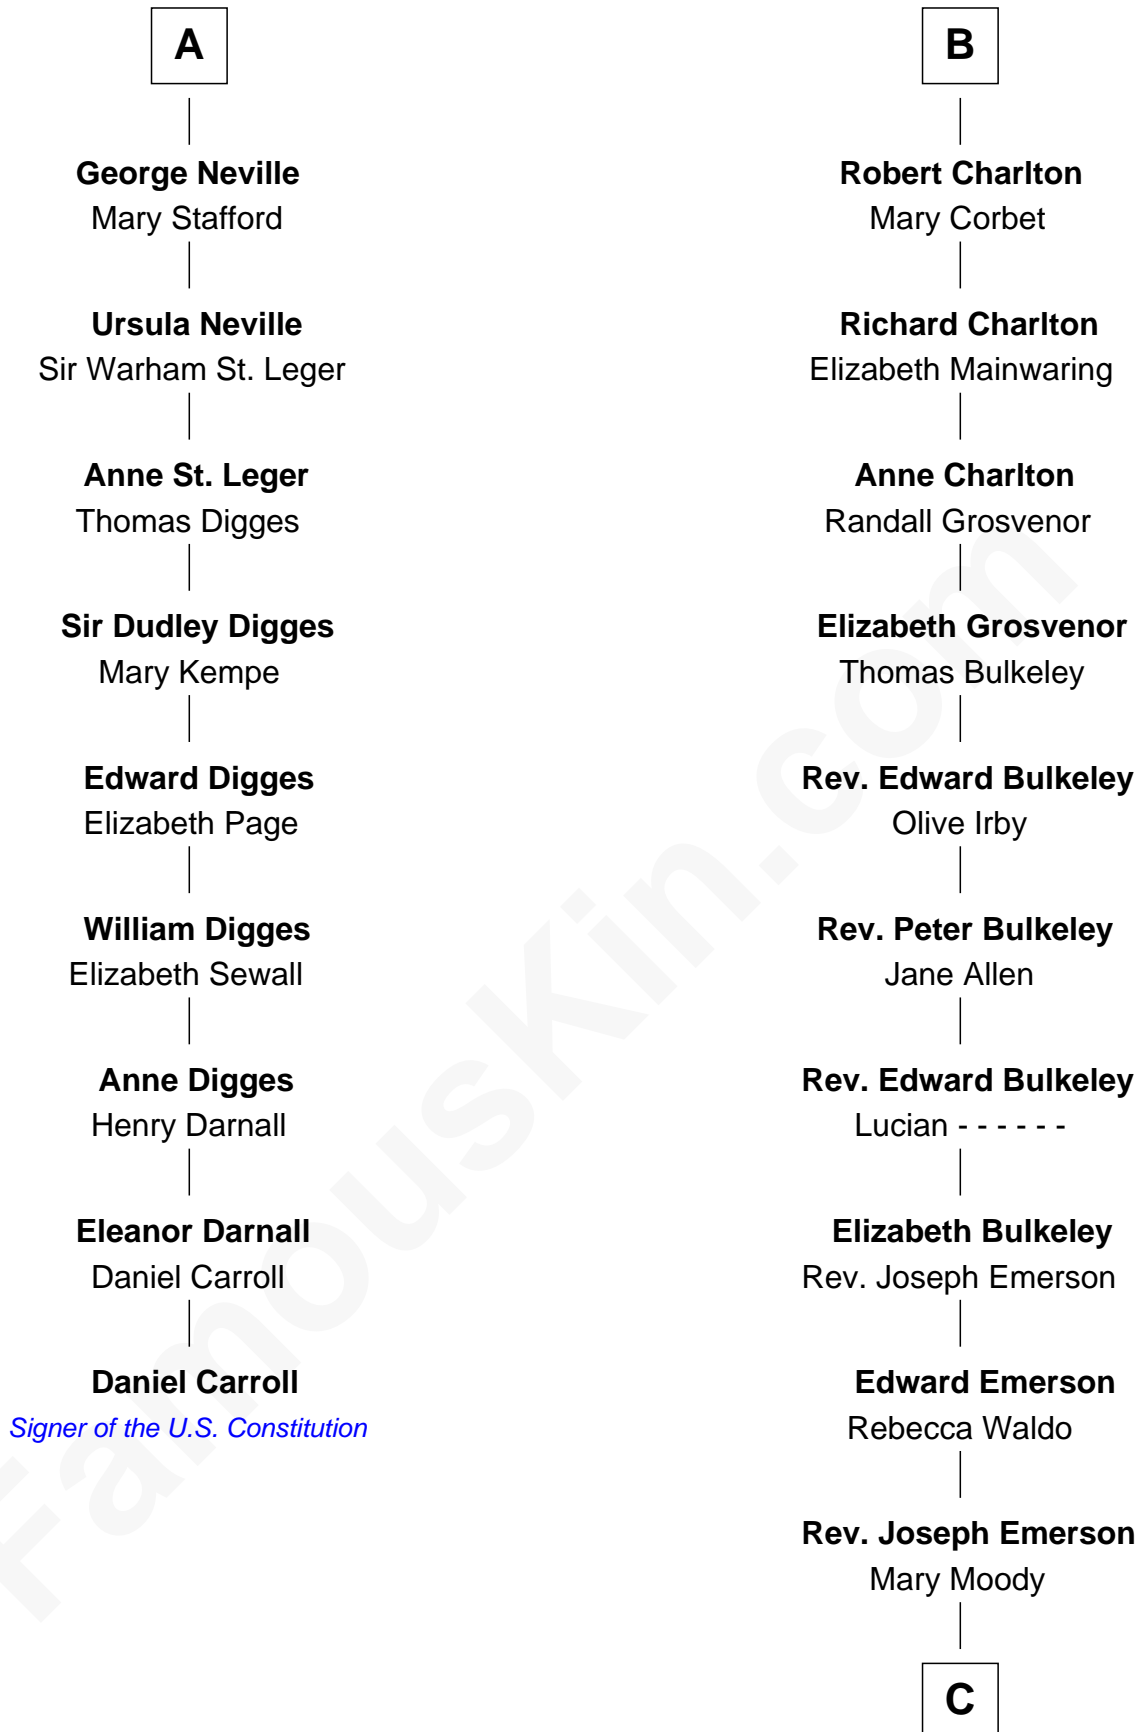 A
George Neville
Mary Stafford
Ursula Neville
Sir Warham St. Leger
Anne St. Leger
Thomas Digges
Sir Dudley Digges
Mary Kempe
Edward Digges
Elizabeth Page
William Digges
Elizabeth Sewall
Anne Digges
Henry Darnall
Eleanor Darnall
Daniel Carroll
Daniel Carroll
Signer of the U.S. Constitution
B
Robert Charlton
Mary Corbet
Richard Charlton
Elizabeth Mainwaring
Anne Charlton
Randall Grosvenor
Elizabeth Grosvenor
Thomas Bulkeley
Rev. Edward Bulkeley
Olive Irby
Rev. Peter Bulkeley
Jane Allen
Rev. Edward Bulkeley
Lucian - - - - - -
Elizabeth Bulkeley
Rev. Joseph Emerson
Edward Emerson
Rebecca Waldo
Rev. Joseph Emerson
Mary Moody
C
FamousKin.com